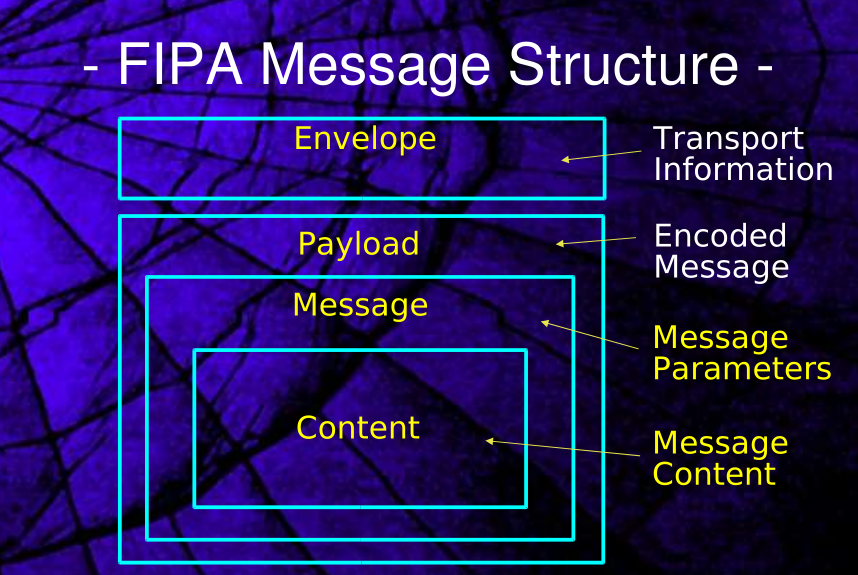 - FIPA Message Structure -
Envelope
Transport
Information
Payload
Encoded
Message
Message
Message
Parameters
Content
Message
Content